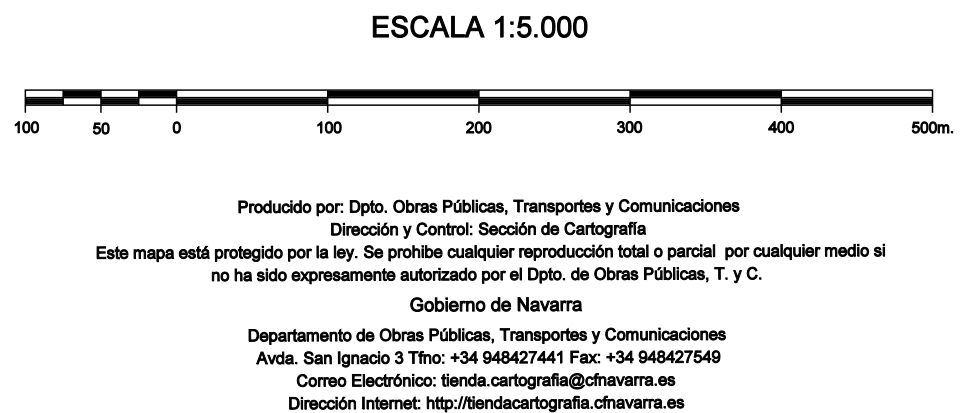 ESCALA 1:5.000
100 50 0 100 200 300 400 500m.
Producido por: Dpto. Obras Públicas, Transportes y Comunicaciones
Dirección y Control: Sección de Cartografía
Este mapa está protegido por la ley. Se prohibe cualquier reproducción total o parcial por cualquier medio si
no ha sido expresamente autorizado por el Dpto. de Obras Públicas, T. y C.
Gobierno de Navarra
Departamento de Obras Públicas, Transportes y Comunicaciones
Avda. San Ignacio 3 Tfno: +34 948427441 Fax: +34 948427549
Correo Electrónico: tienda.cartografia@cfnavarra.es
Dirección Internet: http://tiendacartografia.cfnavarra.es